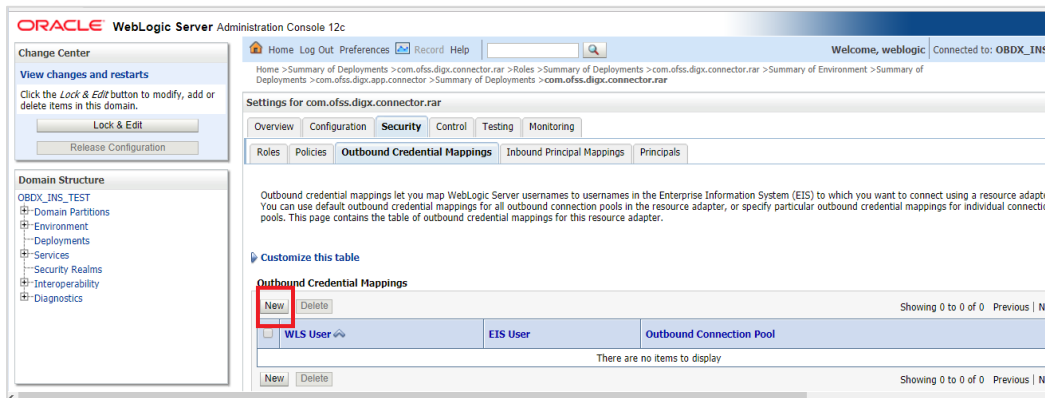 ORACLE WebLogic Server Administration Console 12c
Change Center
View changes and restarts
Click the Lock & Edit button to modify, add or
delete items in this domain.
Lock & Edit
Release Configuration
Domain Structure
OBDX_INS_TEST
Domain Partitions
Environment
Deployments
Services
Security Realms
Interoperability
Diagnostics
Home Log Out Preferences Record Help
Welcome, weblogic Connected to: OBDX_INS
Home >Summary of Deployments >com.ofss.digx.connector.rar >Roles >Summary of Deployments >com.ofss.digx.connector.rar >Summary of Environment >Summary of
Deployments >com.ofss.digx.app.connector >Summary of Deployments >com.ofss.digx.connector.rar
Settings for com.ofss.digx.connector.rar
Overview Configuration Security Control Testing Monitoring
Roles Policies Outbound Credential Mappings Inbound Principal Mappings Principals
Outbound credential mappings let you map WebLogic Server usernames to usernames in the Enterprise Information System (EIS) to which you want to connect using a resource adapte
You can use default outbound credential mappings for all outbound connection pools in the resource adapter, or specify particular outbound credential mappings for individual connectio
pools. This page contains the table of outbound credential mappings for this resource adapter.
Customize this table
Outbound Credential Mappings
New Delete
Showing 0 to 0 of 0 Previous | N
WLS User EIS User Outbound Connection Pool
There are no items to display
New Delete
Showing 0 to 0 of 0 Previous | N